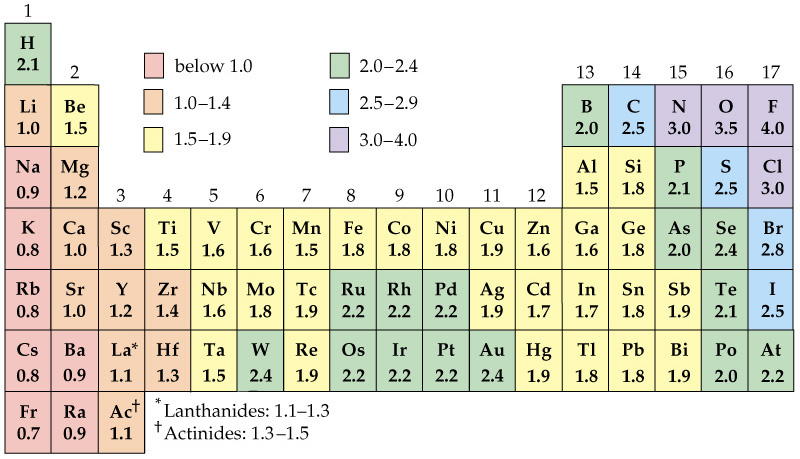 1
H
2.1
2
below 1.0
2.0–2.4
13 14 15 16 17
1.0–1.4
2.5–2.9
Li Be B C N O F
1.0 1.5 2.0 2.5 3.0 3.5 4.0
1.5–1.9
3.0–4.0
Na Mg Al Si P S Cl
0.9 1.2 1.5 1.8 2.1 2.5 3.0
3 4 5 6 7 8 9 10 11 12
K Ca Sc Ti V Cr Mn Fe Co Ni Cu Zn Ga Ge As Se Br
0.8 1.0 1.3 1.5 1.6 1.6 1.5 1.8 1.8 1.8 1.9 1.6 1.6 1.8 2.0 2.4 2.8
Rb Sr Y Zr Nb Mo Tc Ru Rh Pd Ag Cd In Sn Sb Te I
0.8 1.0 1.2 1.4 1.6 1.8 1.9 2.2 2.2 2.2 1.9 1.7 1.7 1.8 1.9 2.1 2.5
Cs Ba La* Hf Ta W Re Os Ir Pt Au Hg Tl Pb Bi Po At
0.8 0.9 1.1 1.3 1.5 2.4 1.9 2.2 2.2 2.2 2.4 1.9 1.8 1.8 1.9 2.0 2.2
Fr Ra Ac†
0.7 0.9 1.1
*Lanthanides: 1.1–1.3
†Actinides: 1.3–1.5